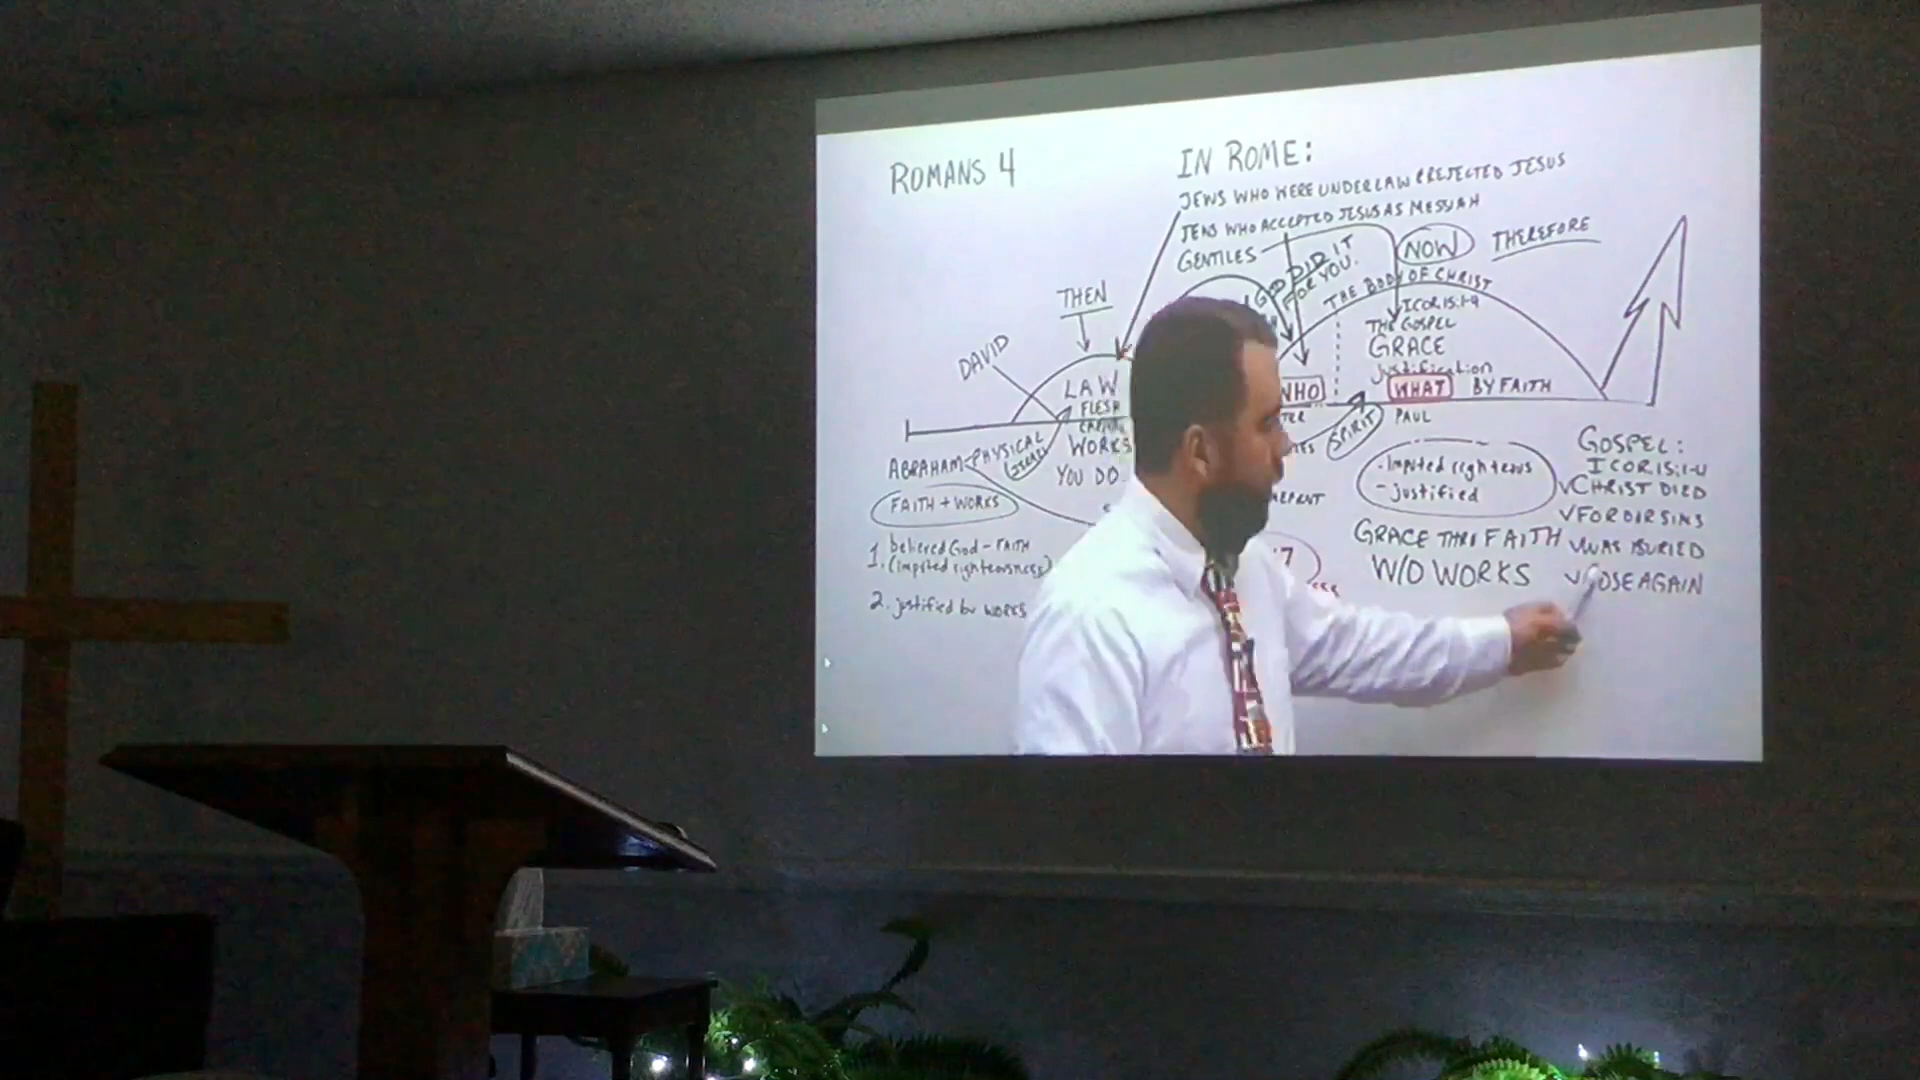 ROMANS 4
IN ROME:
JEWS WHO WERE UNDER LAW & REJECTED JESUS
JEWS WHO ACCEPTED JESUS AS MESSIAH
GENTILES
GOD DID IT
FOR YOU.
NOW
THEREFORE
THE BODY OF CHRIST
THEN
DAVID
I COR 15:1-4
THE GOSPEL
GRACE
justification
WHAT BY FAITH
PAUL
SPIRIT
LAW
FLESH
WORKS
YOU DO
ABRAHAM PHYSICAL
ISRAEL
FAITH + WORKS
1. believed God - FAITH
(imputed righteousness)
2. justified by WORKS
- Imputed righteous
- justified
GRACE THRU FAITH
W/O WORKS
GOSPEL:
I COR 15:1-4
CHRIST DIED
FOR OUR SINS
WAS BURIED
ROSE AGAIN